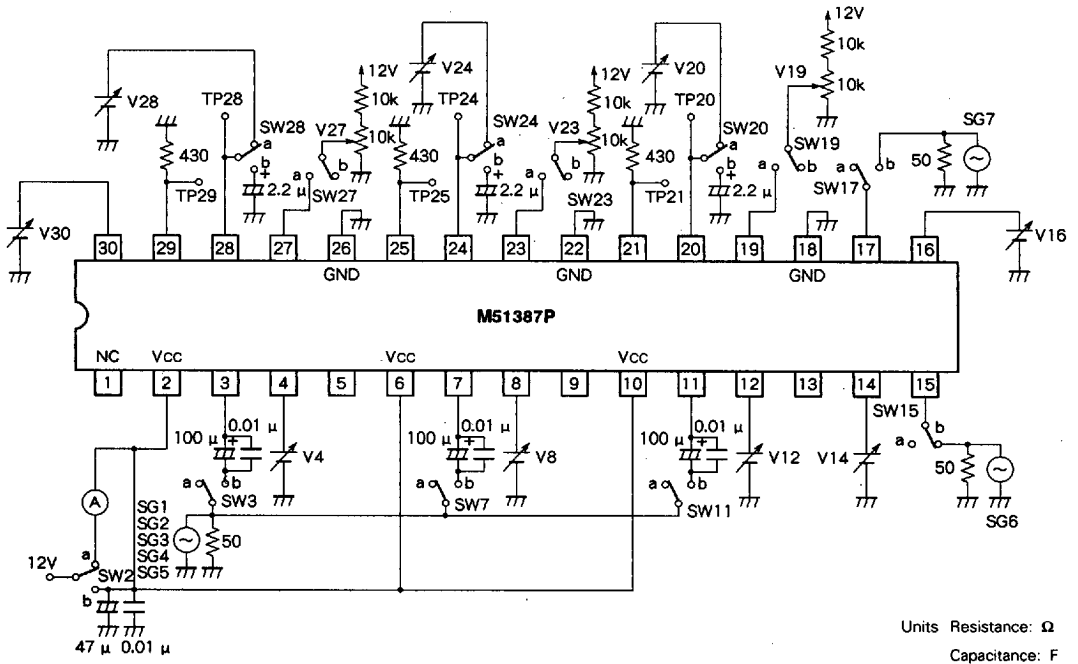 12V
10k
V19
10k
V24
V20
12V
12V
V28
TP28
10k
TP24
10k
TP20
SG7
SW28
V27
10k
SW24
V23
10k
SW20
SW19
a
a
a
a
b
a
b
50
430
b
+
b
430
b
+
b
430
b
+
a
SW17
a
2.2 μ
a
2.2 μ
a
2.2 μ
TP29
SW27
TP25
SW23
TP21
V30
V16
30 29 28 27 26 25 24 23 22 21 20 19 18 17 16
GND GND GND
M51387P
NC Vcc Vcc Vcc
1 2 3 4 5 6 7 8 9 10 11 12 13 14 15
SW15
0.01 μ
0.01 μ
0.01 μ
b
100 μ
+
100 μ
+
100 μ
+
a
V4
V8
V12
V14
50
a b
a b
a b
A
SW3
SW7
SW11
SG6
SG1
SG2
SG3
SG4
SG5
50
12V
a
SW2
b
47 μ 0.01 μ
Units Resistance: Ω
Capacitance: F